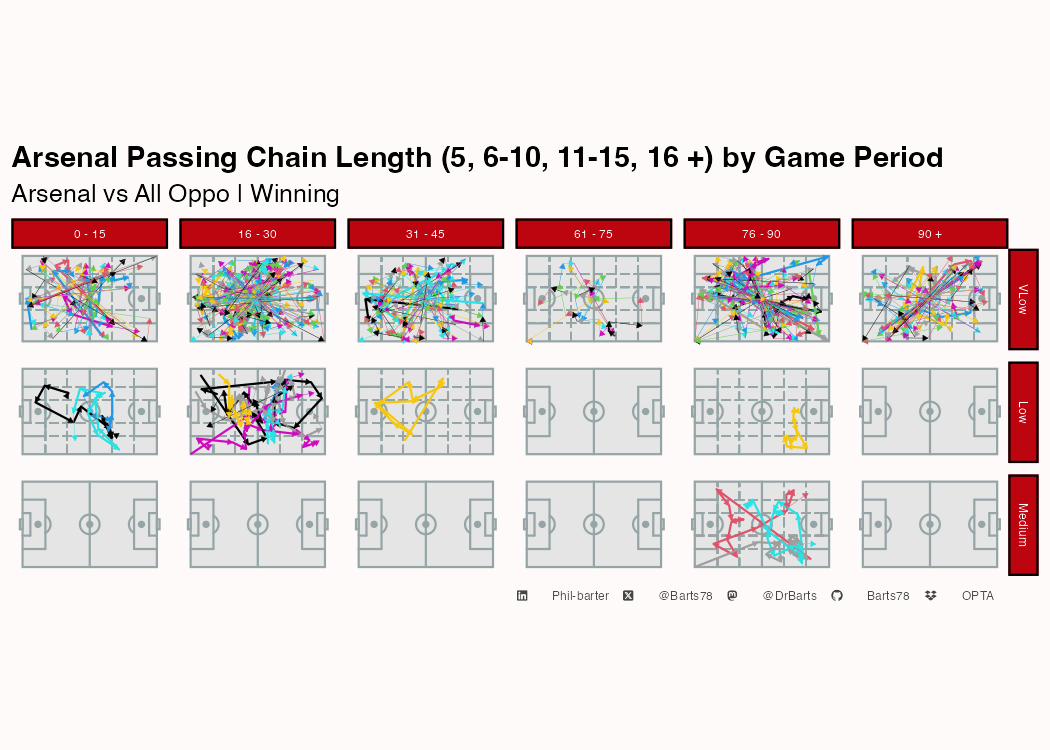 Arsenal Passing Chain Length (5, 6-10, 11-15, 16 +) by Game Period
Arsenal vs All Oppo | Winning
0 - 15 16 - 30 31 - 45 61 - 75 76 - 90 90 +
VLow
Low
Medium
Phil-barter @Barts78 @DrBarts Barts78 OPTA